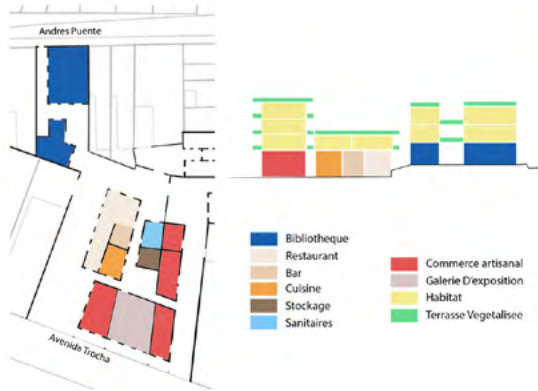 Andres Puente
Avenida Trocha
Bibliotheque
Restaurant
Bar
Cuisine
Stockage
Sanitaires
Commerce artisanal
Galerie D'exposition
Habitat
Terrasse Vegetalisee